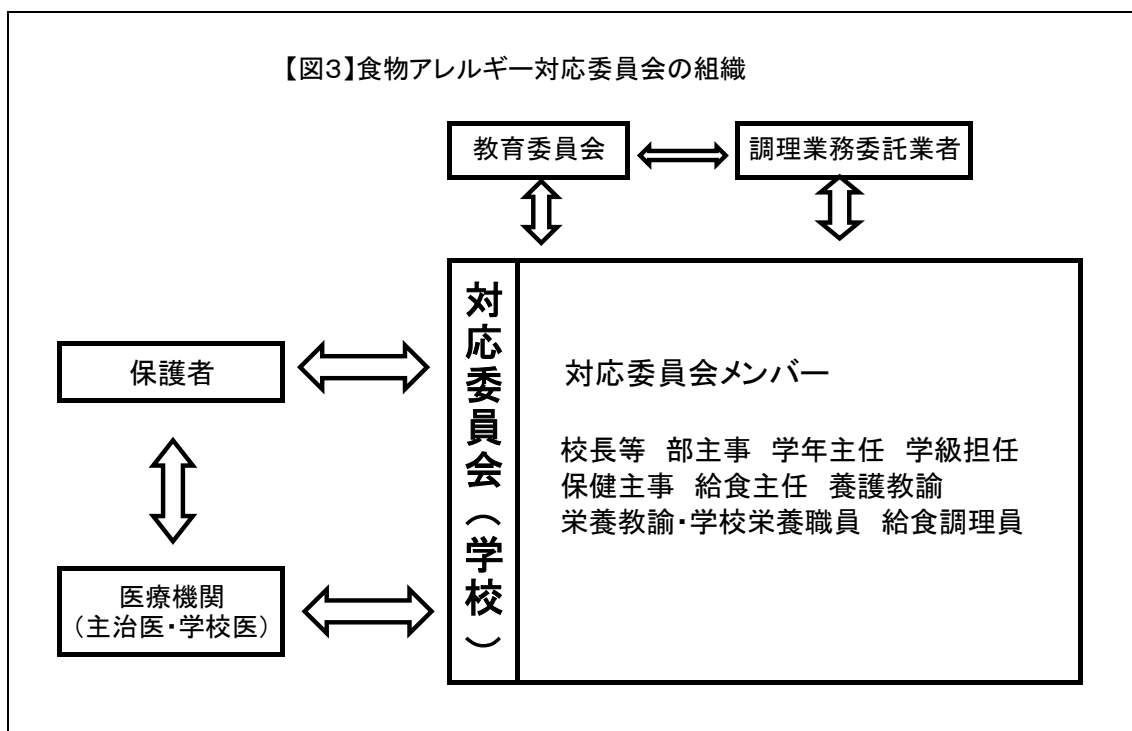 【図3】食物アレルギー対応委員会の組織
教育委員会
調理業務委託業者
対応委員会(学校)
対応委員会メンバー
校長等 部主事 学年主任 学級担任
保健主事 給食主任 養護教諭
栄養教諭・学校栄養職員 給食調理員
保護者
医療機関
(主治医・学校医)